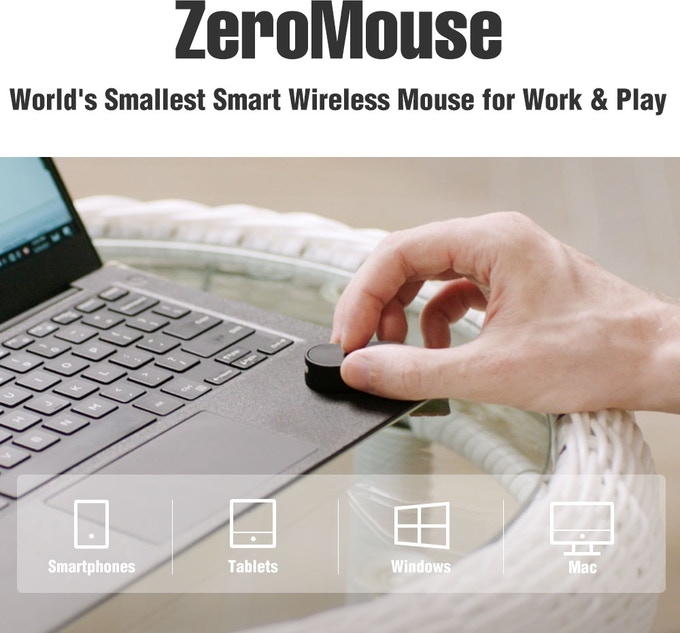 ZeroMouse
World's Smallest Smart Wireless Mouse for Work & Play
Smartphones
Tablets
Windows
Mac